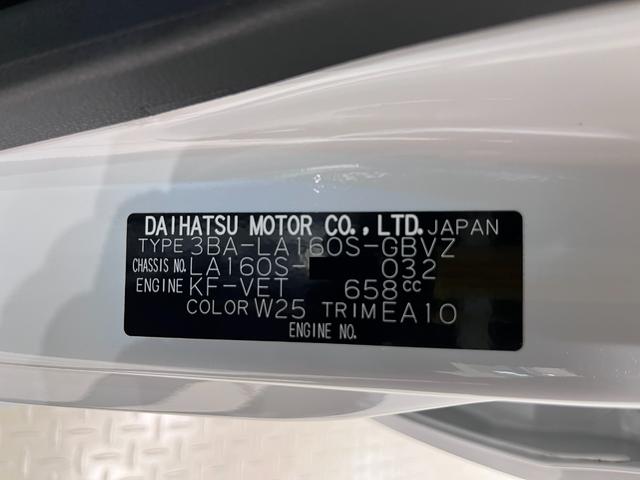 DAIHATSU MOTOR CO., LTD. JAPAN
TYPE 3BA-LA160S-GBVZ
CHASSIS NO. LA160S- 032
ENGINE KF-VET 658cc
COLOR W25 TRIM EA10
ENGINE NO.